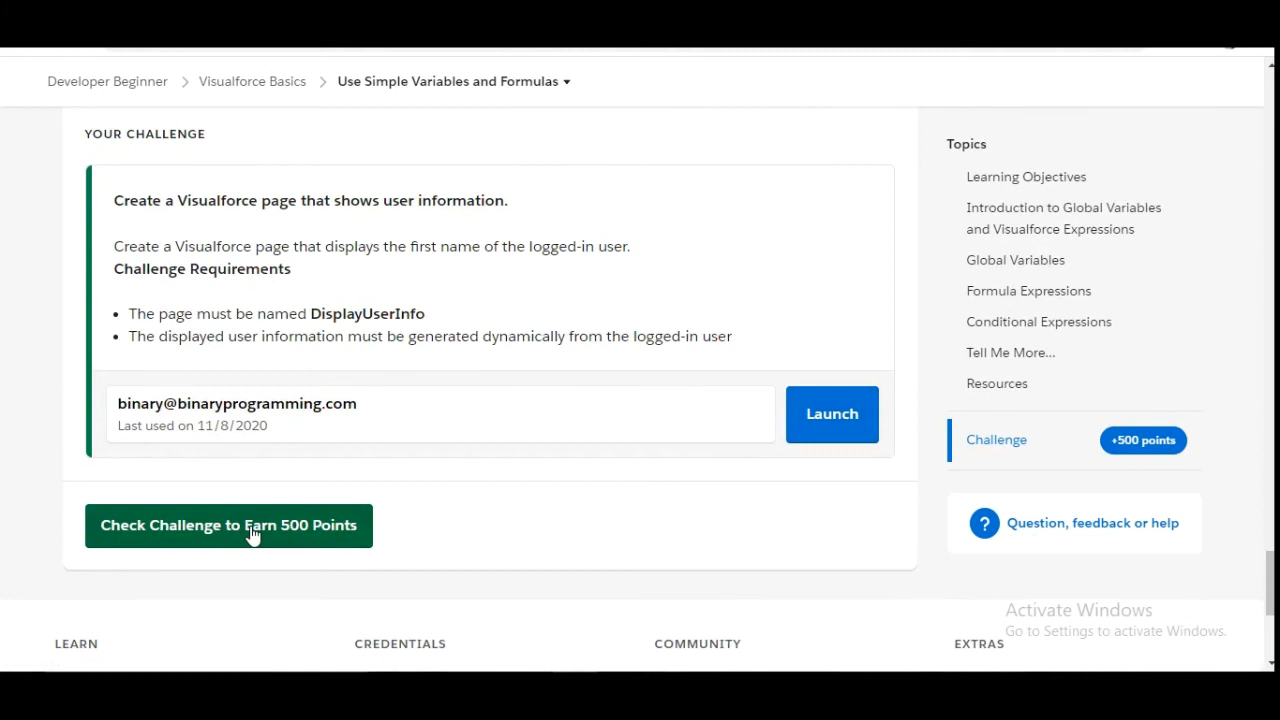 Developer Beginner > Visualforce Basics > Use Simple Variables and Formulas
YOUR CHALLENGE
Create a Visualforce page that shows user information.
Create a Visualforce page that displays the first name of the logged-in user.
Challenge Requirements
• The page must be named DisplayUserInfo
• The displayed user information must be generated dynamically from the logged-in user
binary@binaryprogramming.com
Last used on 11/8/2020
Launch
Check Challenge to Earn 500 Points
Topics
Learning Objectives
Introduction to Global Variables
and Visualforce Expressions
Global Variables
Formula Expressions
Conditional Expressions
Tell Me More...
Resources
Challenge
+500 points
? Question, feedback or help
Activate Windows
Go to Settings to activate Windows.
LEARN
CREDENTIALS
COMMUNITY
EXTRAS